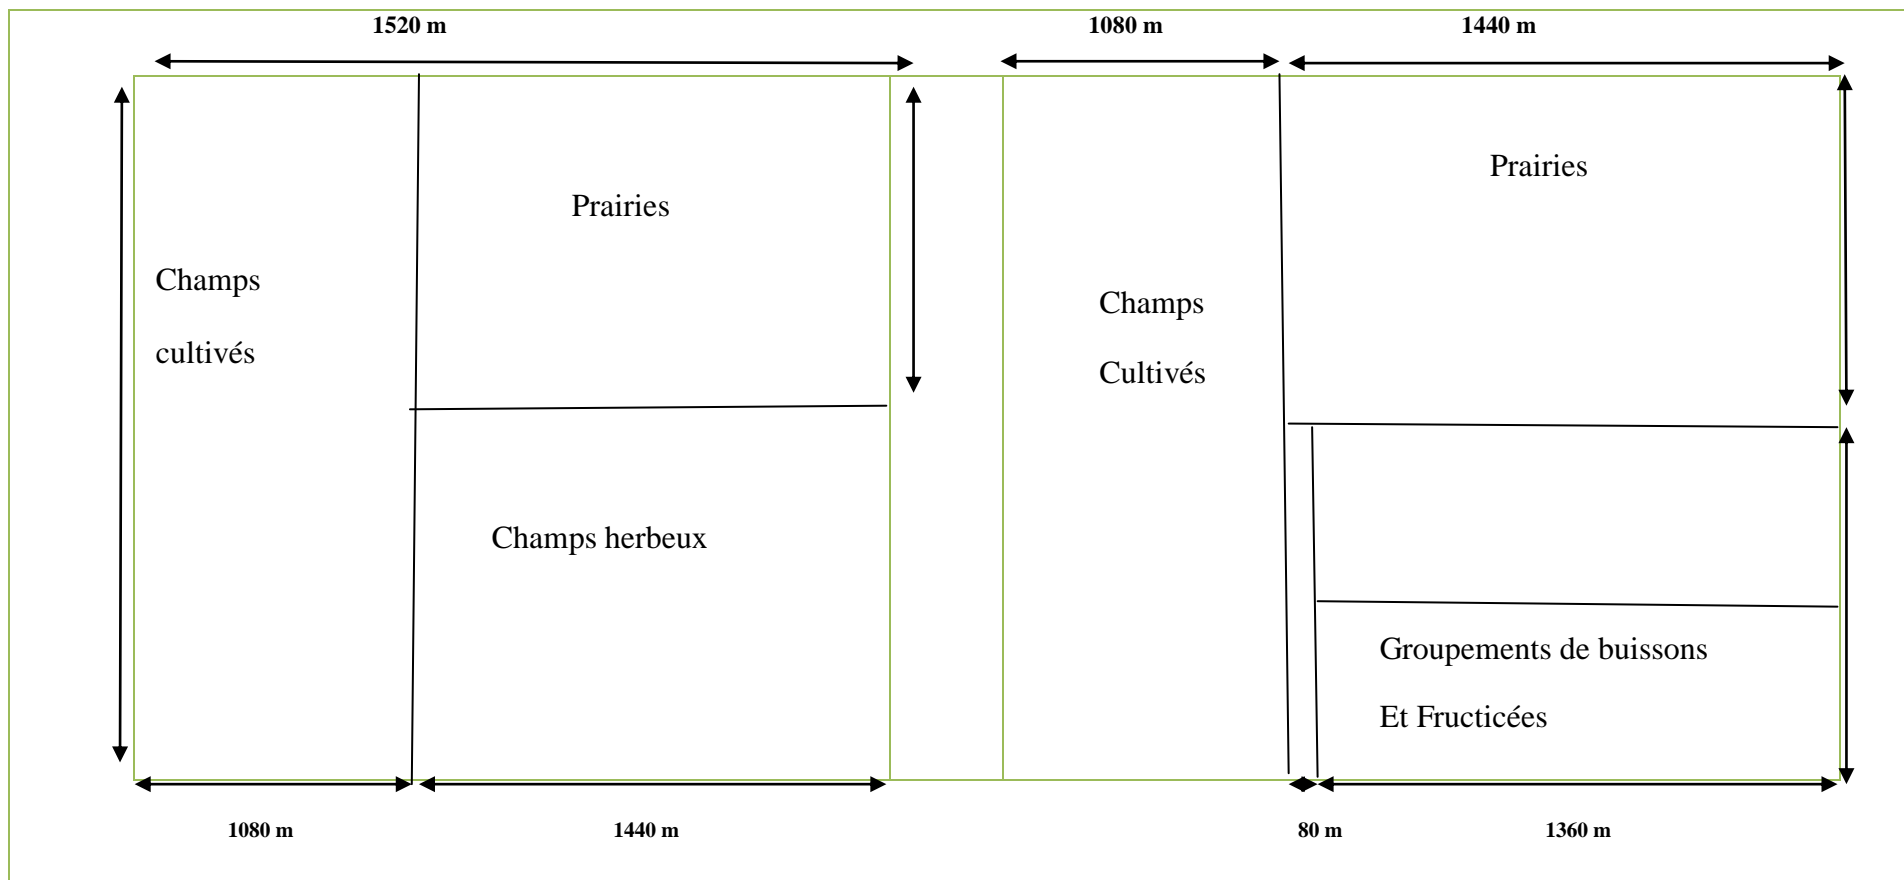 1520 m
1080 m
1440 m
Prairies
Champs
cultivés
Champs herbeux
1080 m
1440 m
Prairies
Champs
Cultivés
Groupements de buissons
Et Fructicées
80 m
1360 m